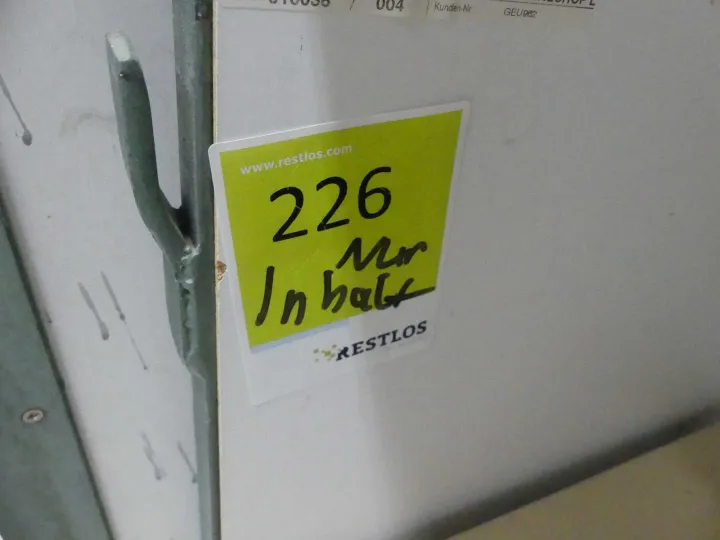 004
Kunden-Nr
www.restlos.com
226
Nur
Inhalt
RESTLOS